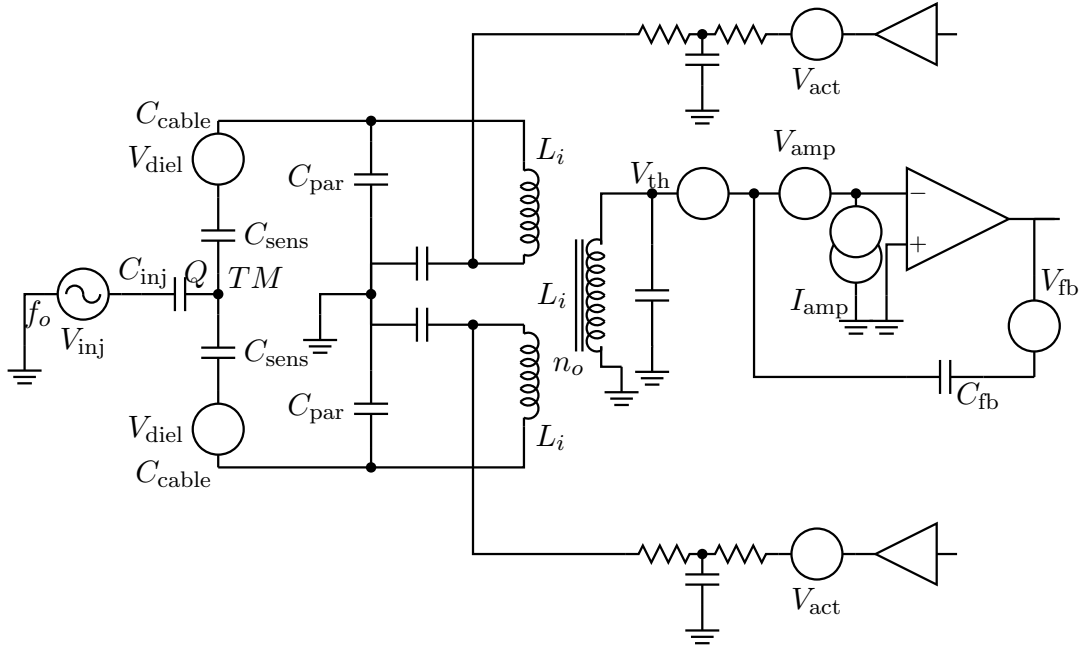 V_act
C_cable
V_diel
L_i
V_amp
C_par
V_th
−
C_sens
+
C_inj
Q
TM
L_i
V_fb
f_o
I_amp
V_inj
C_sens
n_o
C_par
C_fb
V_diel
L_i
C_cable
V_act